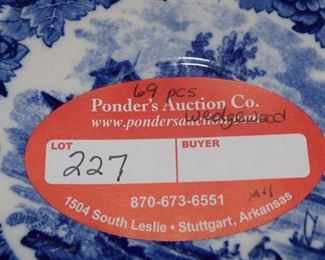 69 pcs
Ponder's Auction Co.
www.pondersauction.com
Wedgewood
LOT
227
BUYER
870-673-6551
1504 South Leslie • Stuttgart, Arkansas